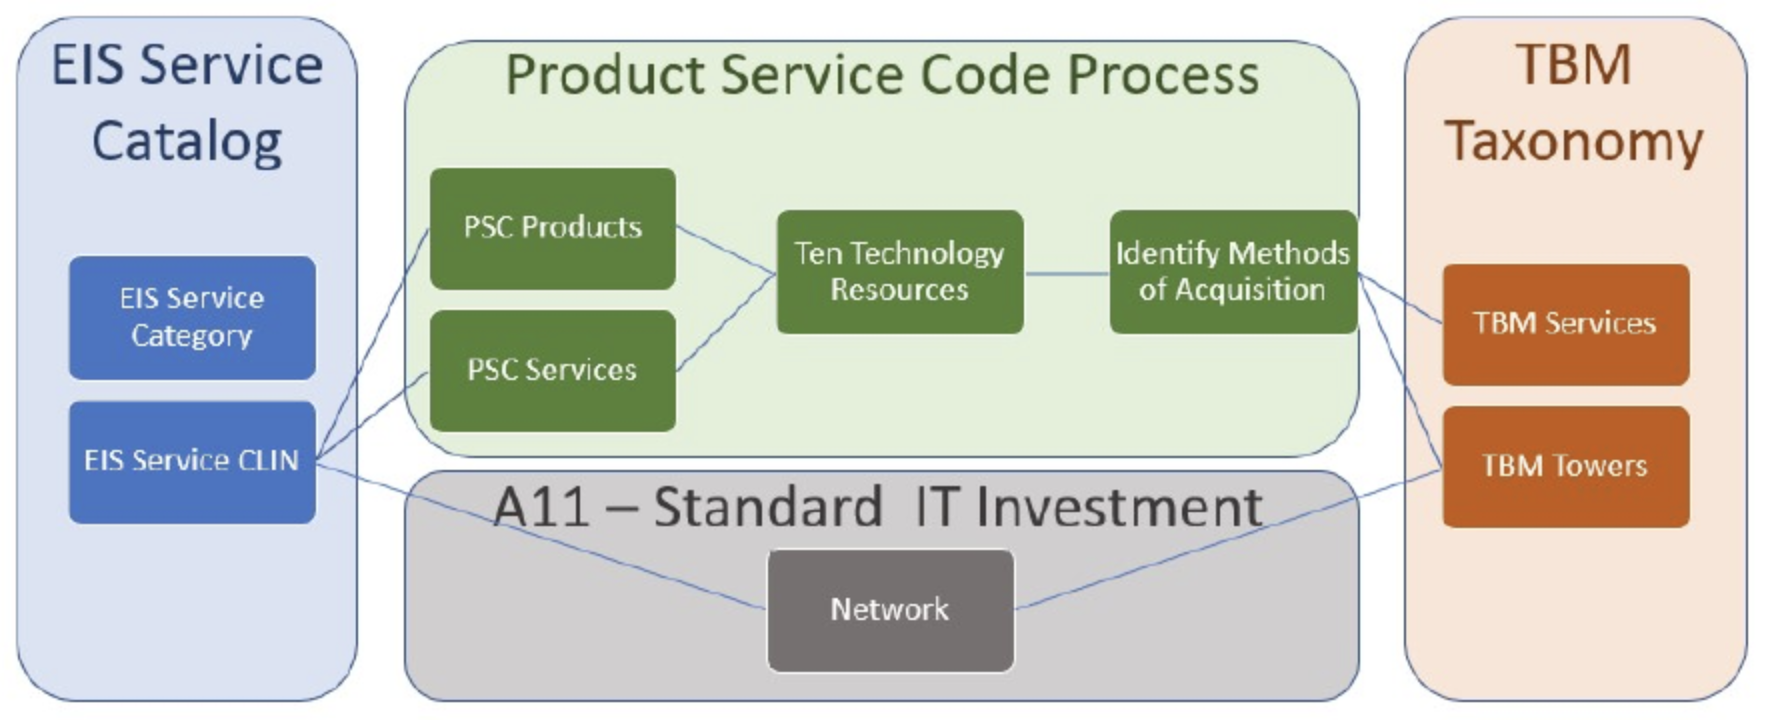 EIS Service
Catalog
EIS Service
Category
EIS Service CLIN
Product Service Code Process
PSC Products
PSC Services
Ten Technology
Resources
Identify Methods
of Acquisition
A11 – Standard  IT Investment
Network
TBM
Taxonomy
TBM Services
TBM Towers